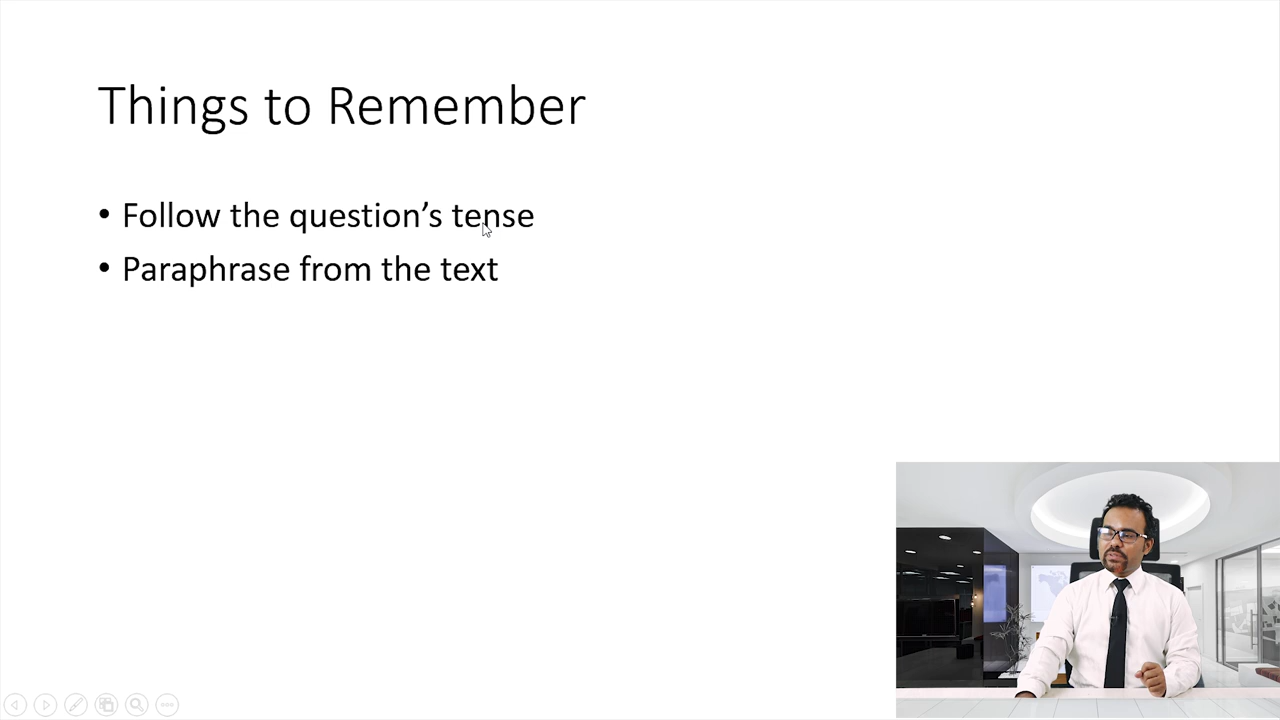 Things to Remember
• Follow the question’s tense
• Paraphrase from the text